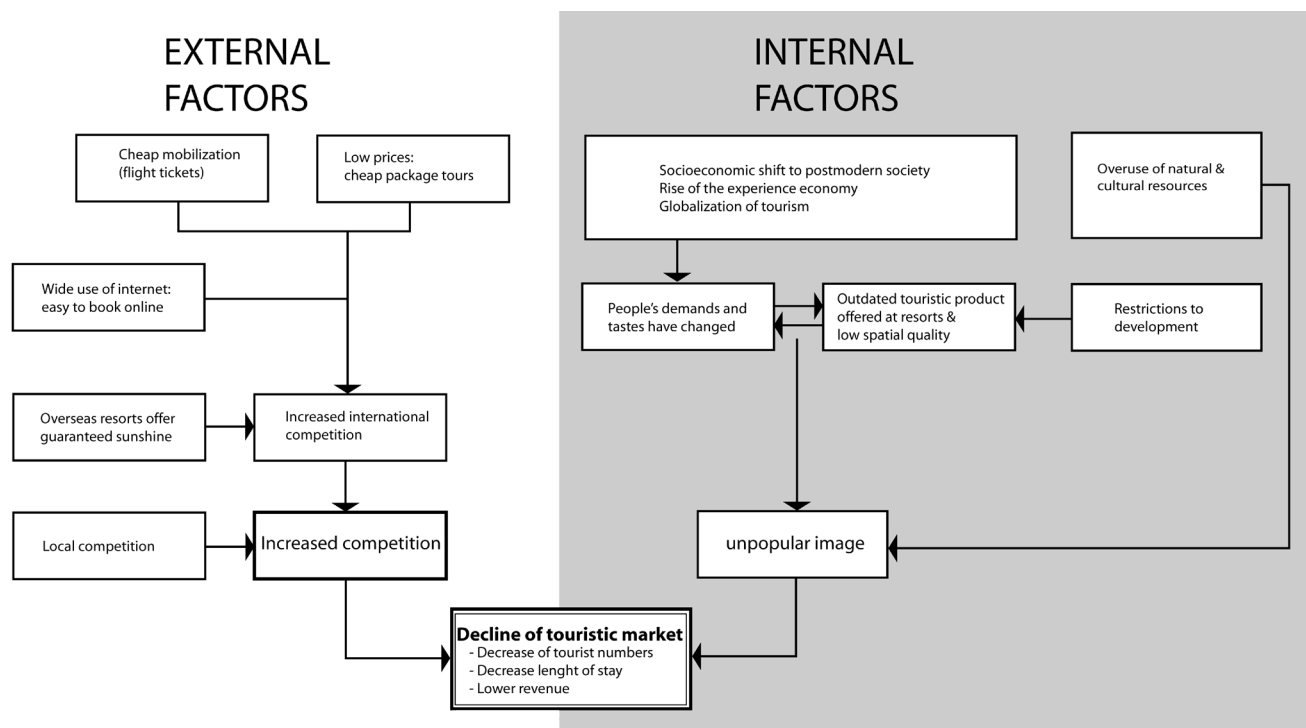 EXTERNAL
FACTORS
Cheap mobilization
(flight tickets)
Low prices:
cheap package tours
Wide use of internet:
easy to book online
Overseas resorts offer
guaranteed sunshine
Increased international
competition
Local competition
Increased competition
INTERNAL
FACTORS
Socioeconomic shift to postmodern society
Rise of the experience economy
Globalization of tourism
Overuse of natural &
cultural resources
People's demands and
tastes have changed
Outdated touristic product
offered at resorts &
low spatial quality
Restrictions to
development
unpopular image
Decline of touristic market
- Decrease of tourist numbers
- Decrease lenght of stay
- Lower revenue